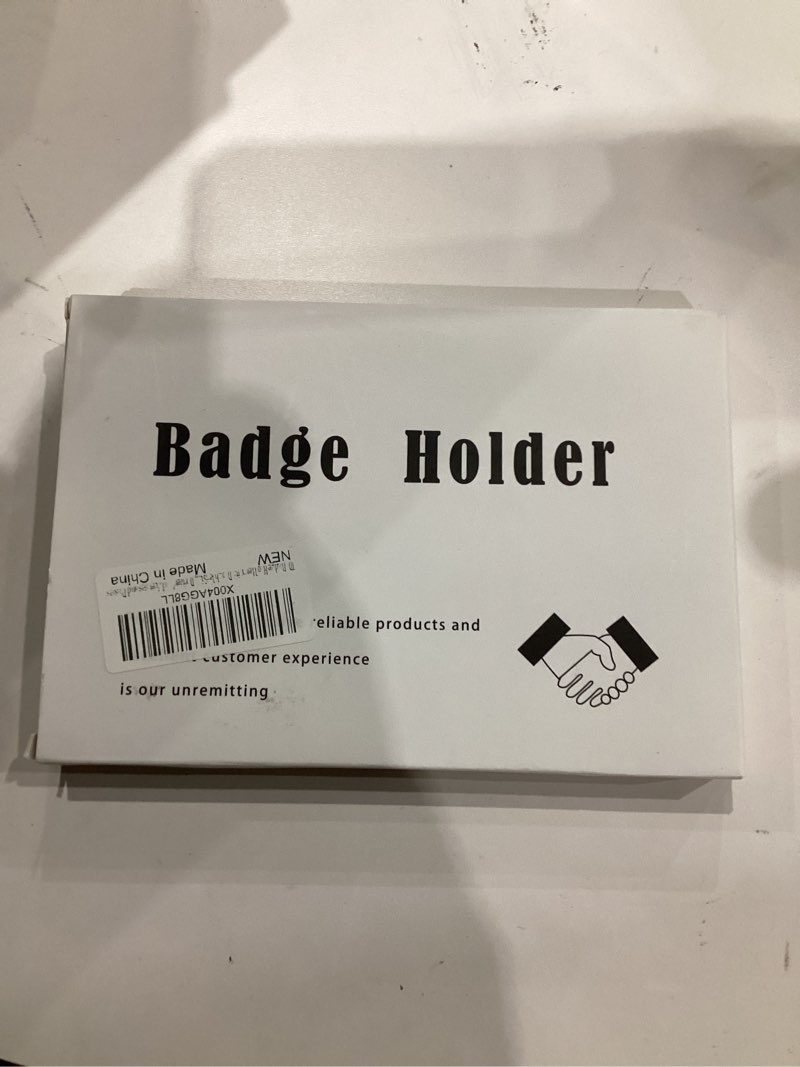 Badge Holder
reliable products and
customer experience
is our unremitting
X004AGG8LL
NEW
Made in China